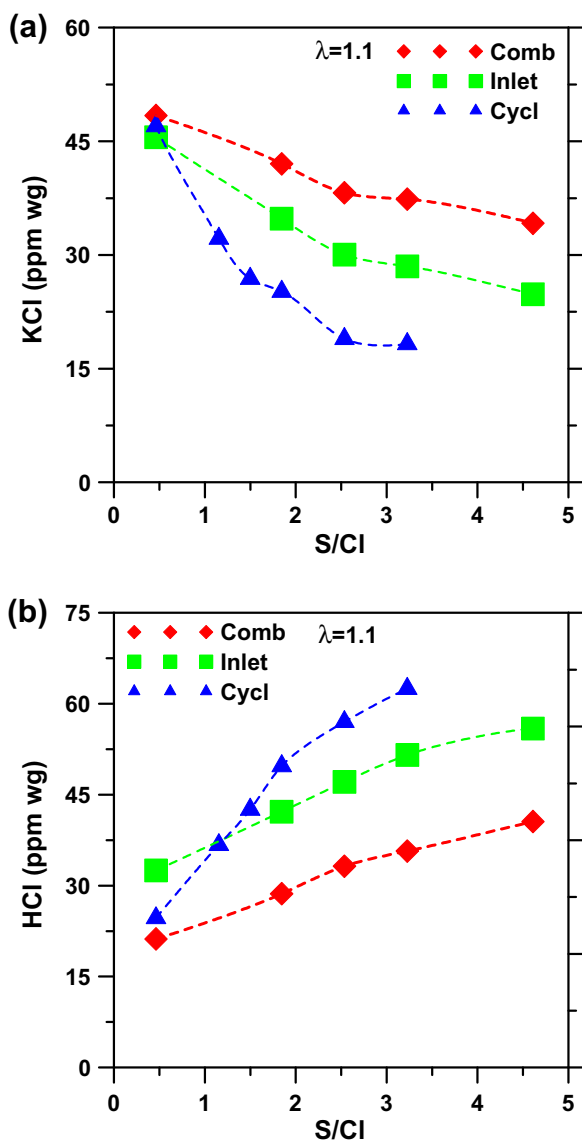 (a)
60
45
30
15
0
KCl (ppm wg)
λ=1.1
Comb
Inlet
Cycl
0 1 2 3 4 5
S/Cl
(b)
75
60
45
30
15
0
HCl (ppm wg)
Comb
Inlet
Cycl
λ=1.1
0 1 2 3 4 5
S/Cl